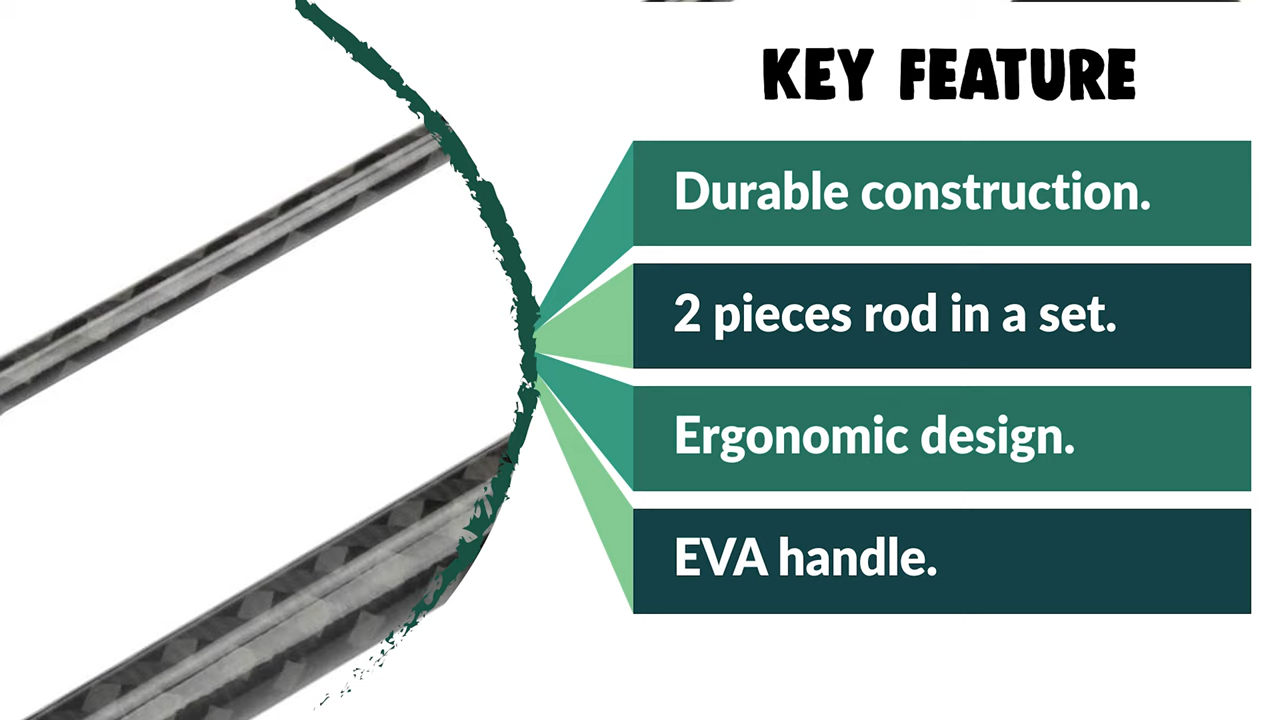 KEY FEATURE
Durable construction.
2 pieces rod in a set.
Ergonomic design.
EVA handle.